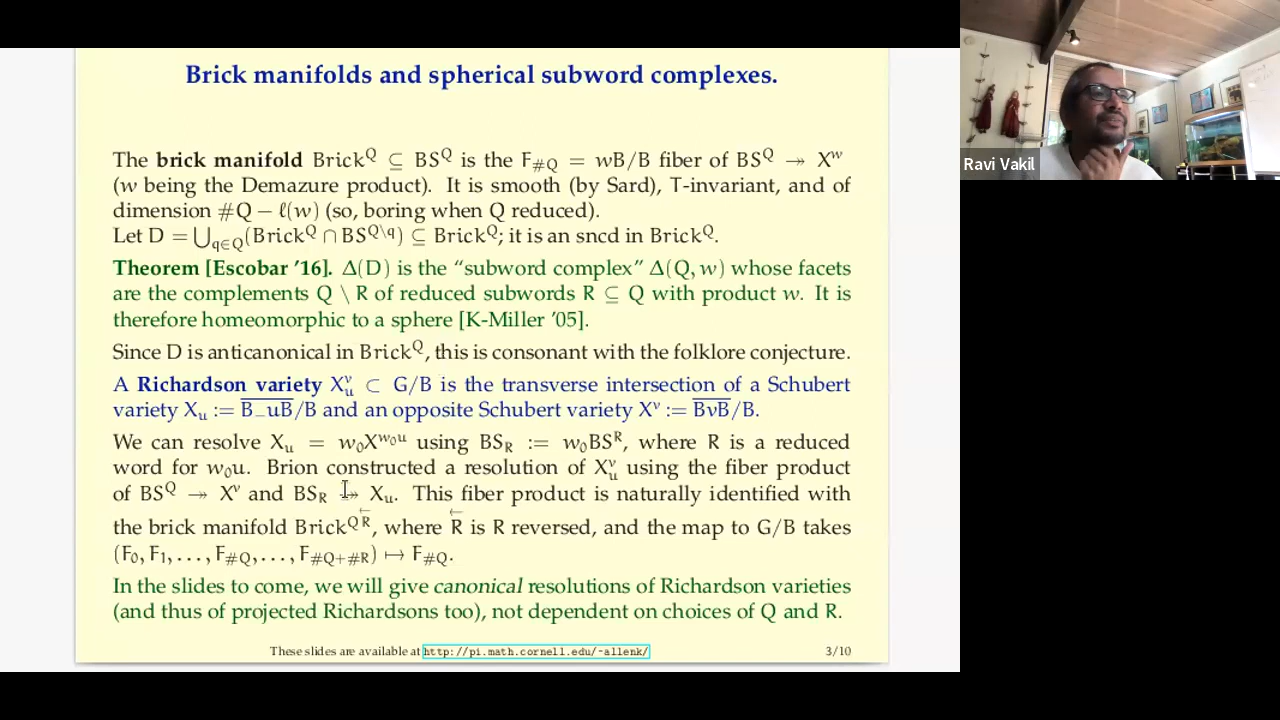 Brick manifolds and spherical subword complexes.
The brick manifold Brick^Q ⊆ BS^Q is the F_{#Q} = wB/B fiber of BS^Q ↠ X^w
(w being the Demazure product). It is smooth (by Sard), T-invariant, and of
dimension #Q − ℓ(w) (so, boring when Q reduced).
Let D = ⋃_{q∈Q}(Brick^Q ∩ BS^{Q\q}) ⊆ Brick^Q; it is an sncd in Brick^Q.
Theorem [Escobar '16]. Δ(D) is the “subword complex” Δ(Q, w) whose facets
are the complements Q \ R of reduced subwords R ⊆ Q with product w. It is
therefore homeomorphic to a sphere [K-Miller '05].
Since D is anticanonical in Brick^Q, this is consonant with the folklore conjecture.
A Richardson variety X_u^v ⊂ G/B is the transverse intersection of a Schubert
variety X_u := \overline{B_−uB}/B and an opposite Schubert variety X^v := \overline{BvB}/B.
We can resolve X_u = w_0X^{w_0u} using BS_R := w_0BS^R, where R is a reduced
word for w_0u. Brion constructed a resolution of X_u^v using the fiber product
of BS^Q ↠ X^v and BS_R ↠ X_u. This fiber product is naturally identified with
the brick manifold Brick^{Q\overleftarrow{R}}, where \overleftarrow{R} is R reversed, and the map to G/B takes
(F_0, F_1, . . . , F_{#Q}, . . . , F_{#Q+#R}) ↦ F_{#Q}.
In the slides to come, we will give canonical resolutions of Richardson varieties
(and thus of projected Richardsons too), not dependent on choices of Q and R.
These slides are available at http://pi.math.cornell.edu/~allenk/
3/10
Ravi Vakil